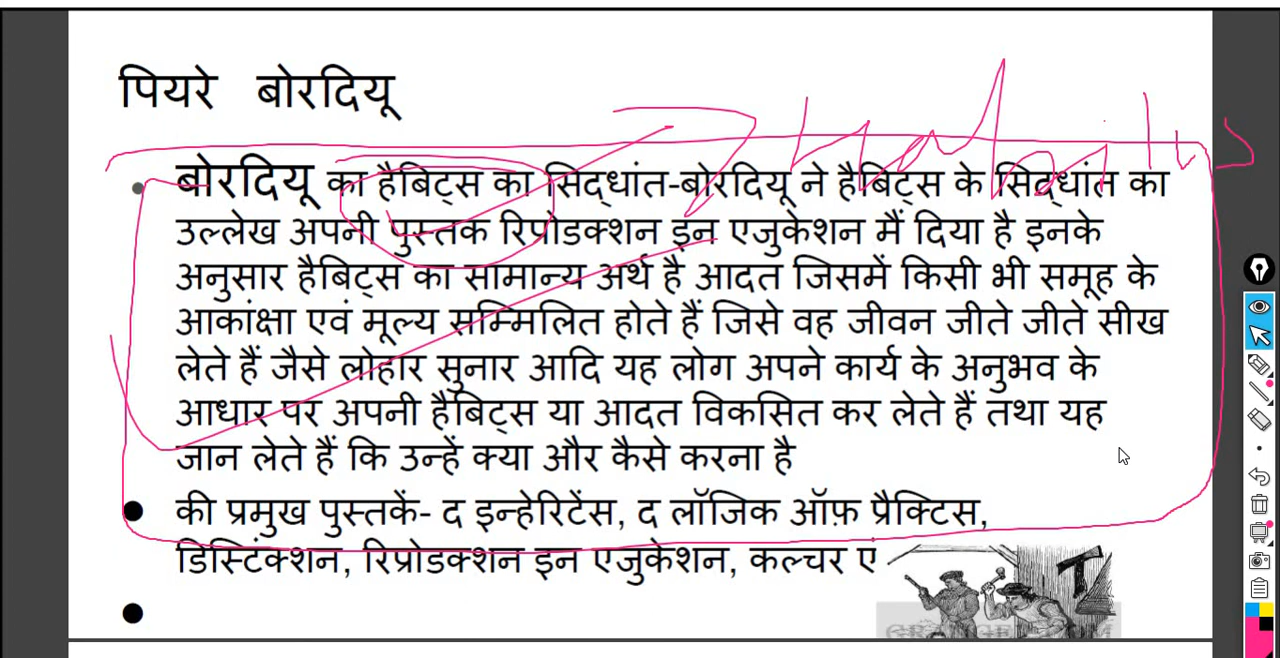 पियरे बोरदियू
habitus
बोरदियू का हैबिट्स का सिद्धांत-बोरदियू ने हैबिट्स के सिद्धांत का
उल्लेख अपनी पुस्तक रिप्रोडक्शन इन एजुकेशन मैं दिया है इनके
अनुसार हैबिट्स का सामान्य अर्थ है आदत जिसमें किसी भी समूह के
आकांक्षा एवं मूल्य सम्मिलित होते हैं जिसे वह जीवन जीते जीते सीख
लेते हैं जैसे लोहार सुनार आदि यह लोग अपने कार्य के अनुभव के
आधार पर अपनी हैबिट्स या आदत विकसित कर लेते हैं तथा यह
जान लेते हैं कि उन्हें क्या और कैसे करना है
की प्रमुख पुस्तकें- द इन्हेरिटेंस, द लॉजिक ऑफ़ प्रैक्टिस,
डिस्टिंक्शन, रिप्रोडक्शन इन एजुकेशन, कल्चर एं